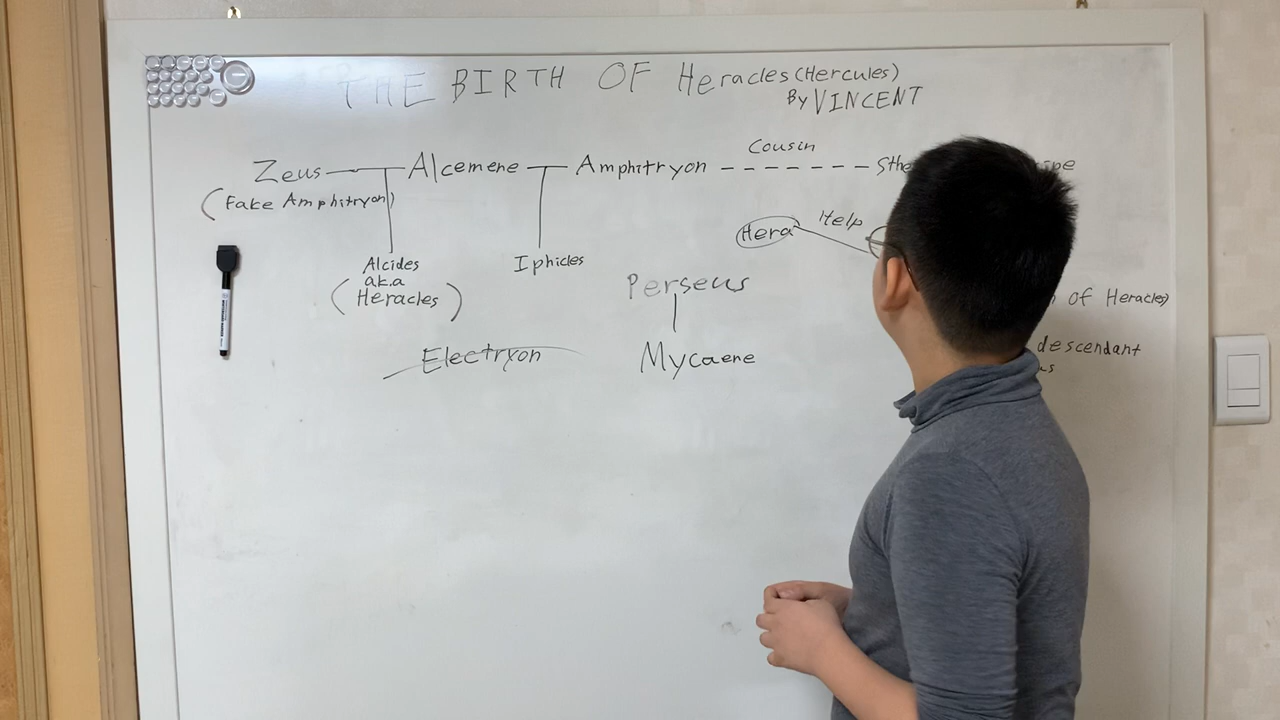 THE BIRTH OF Heracles (Hercules)
By VINCENT
Cousin
Zeus Alcemene Amphitryon
(Fake Amphitryon)
Hera Help
Alcides
a.k.a
(Heracles)
Iphicles
Perseus
of Heracles)
Electryon
Mycaene
descendant